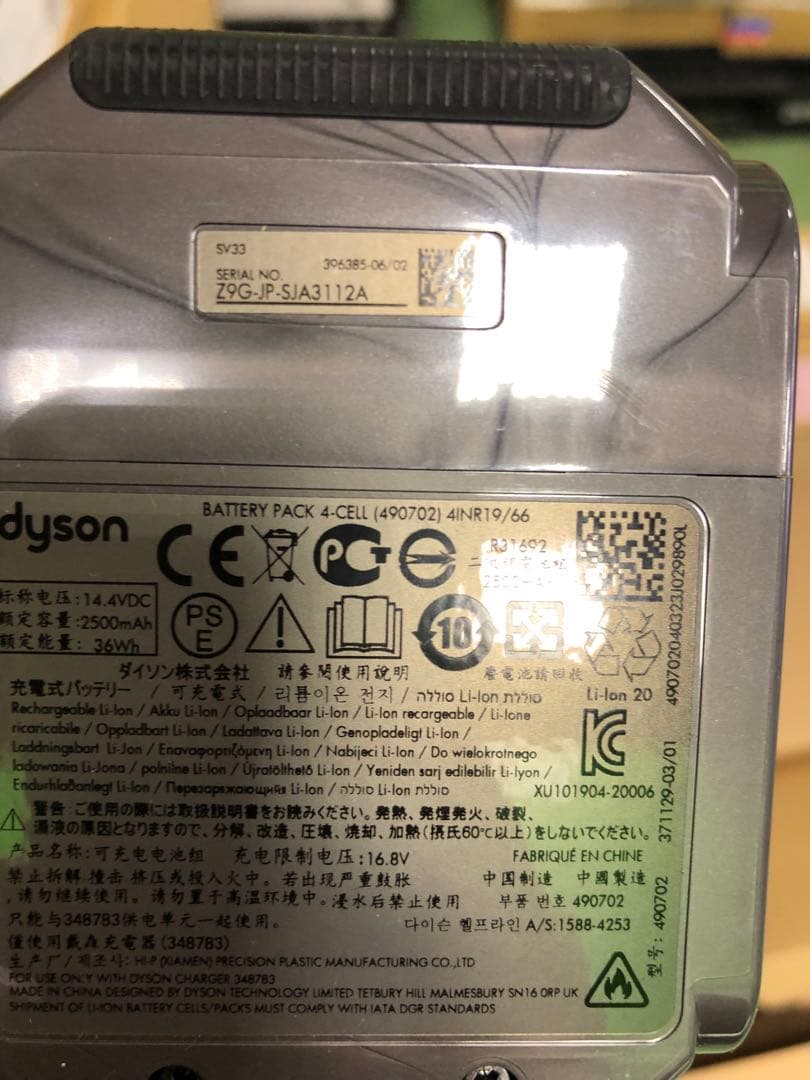 SV33
396385-06/02
SERIAL NO.
Z9G-JP-SJA3112A
dyson
BATTERY PACK 4-CELL (490702) 4INR19/66
CE
PCT
R31692
标称电压: 14.4VDC
额定容量: 2500mAh
额定能量: 36Wh
PS
E
10
ダイソン株式会社 請參閱使用說明 廢電池請回收
Li-Ion 20
充電式バッテリー / 可充電式 / 리튬이온 전지 / סוללה Li-Ion סוללות
Rechargeable Li-Ion / Akku Li-Ion / Oplaadbaar Li-Ion / Li-Ion recargeable / Li-Ione
ricaricabile / Oppladbart Li-Ion / Ladattava Li-Ion / Genopladeligt Li-Ion /
Laddningsbart Li-Jon / Επαναφορτιζόμενη Li-Ion / Nabijeci Li-Ion / Do wielokrotnego
ładowania Li-Jona / polnilne Li-Ion / Újratölthető Li-Ion / Yeniden sarj edilebilir Li-Iyon /
Endurhlaðanlegt Li-Ion / Перезаряжающийся Li-Ion / סוללה Li-Ion סוללות
XU101904-20006
警告: ご使用の際には取扱説明書をお読みください。発熱、発煙発火、破裂、
漏液の原因となりますので、分解、改造、圧壊、焼却、加熱(摂氏60℃以上)をしないでください。
产品名称: 可充电电池组 充电限制电压: 16.8V
FABRIQUÉ EN CHINE
禁止拆解、撞击、挤压或投入火中。若出现严重鼓胀
中国制造 中國製造
,请勿继续使用。请勿置于高温环境中。浸水后禁止使用
부품 번호 490702
只能与348783供电单元一起使用。
다이슨 헬프라인 A/S:1588-4253
僅使用戴森充電器 (348783)
生产厂 / 제조사: HI-P (XIAMEN) PRECISION PLASTIC MANUFACTURING CO.,LTD
FOR USE ONLY WITH DYSON CHARGER 348783
MADE IN CHINA DESIGNED BY DYSON TECHNOLOGY LIMITED TETBURY HILL MALMESBURY SN16 0RP UK
SHIPMENT OF LI-ION BATTERY CELLS/PACKS MUST COMPLY WITH IATA DGR STANDARDS
490702040323J029890L
371129-03/01
型号: 490702